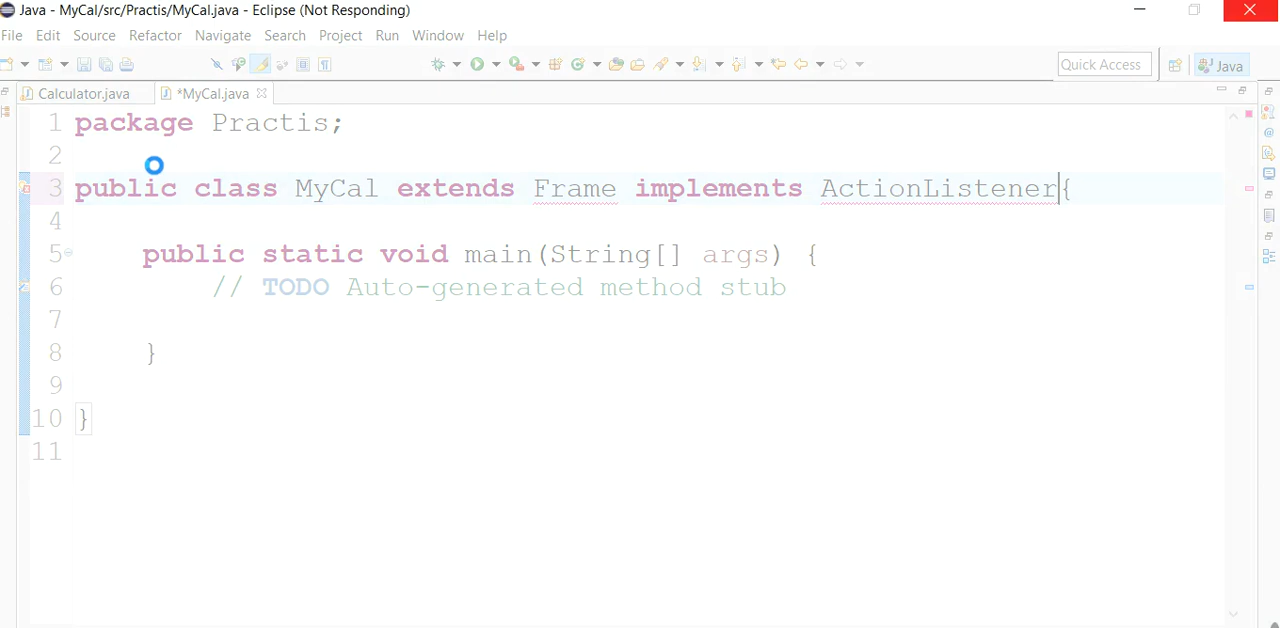 Java - MyCal/src/Practis/MyCal.java - Eclipse (Not Responding)
File Edit Source Refactor Navigate Search Project Run Window Help
Quick Access Java
Calculator.java *MyCal.java
1 package Practis;
2
3 public class MyCal extends Frame implements ActionListener{
4
5 public static void main(String[] args) {
6 // TODO Auto-generated method stub
7
8 }
9
10 }
11